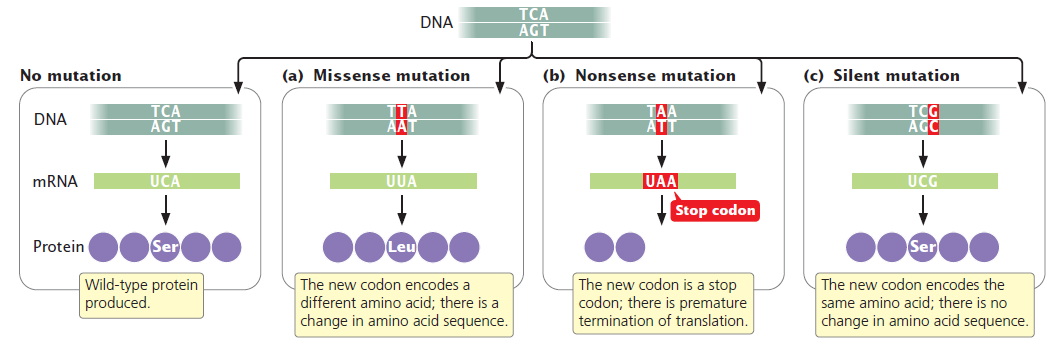 DNA
TCA
AGT
No mutation
(a) Missense mutation
(b) Nonsense mutation
(c) Silent mutation
DNA
TCA
AGT
TTA
AAT
TAA
ATT
TCG
AGC
mRNA
UCA
UUA
UAA
UCG
Stop codon
Protein
Ser
Leu
Ser
Wild-type protein
produced.
The new codon encodes a
different amino acid; there is a
change in amino acid sequence.
The new codon is a stop
codon; there is premature
termination of translation.
The new codon encodes the
same amino acid; there is no
change in amino acid sequence.